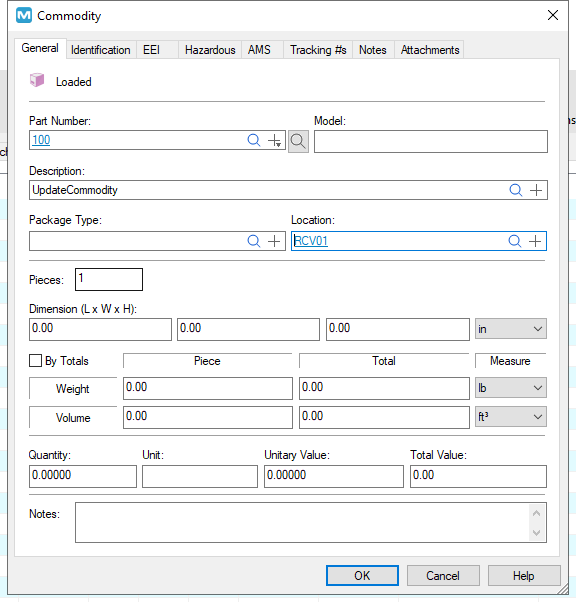 Commodity
General Identification EEI Hazardous AMS Tracking #s Notes Attachments
Loaded
Part Number: Model:
100
Description:
UpdateCommodity
Package Type: Location:
RCV01
Pieces: 1
Dimension (L x W x H):
0.00 0.00 0.00 in
By Totals Piece Total Measure
Weight 0.00 0.00 lb
Volume 0.00 0.00 ft³
Quantity: Unit: Unitary Value: Total Value:
0.00000 0.00000 0.00
Notes:
OK Cancel Help